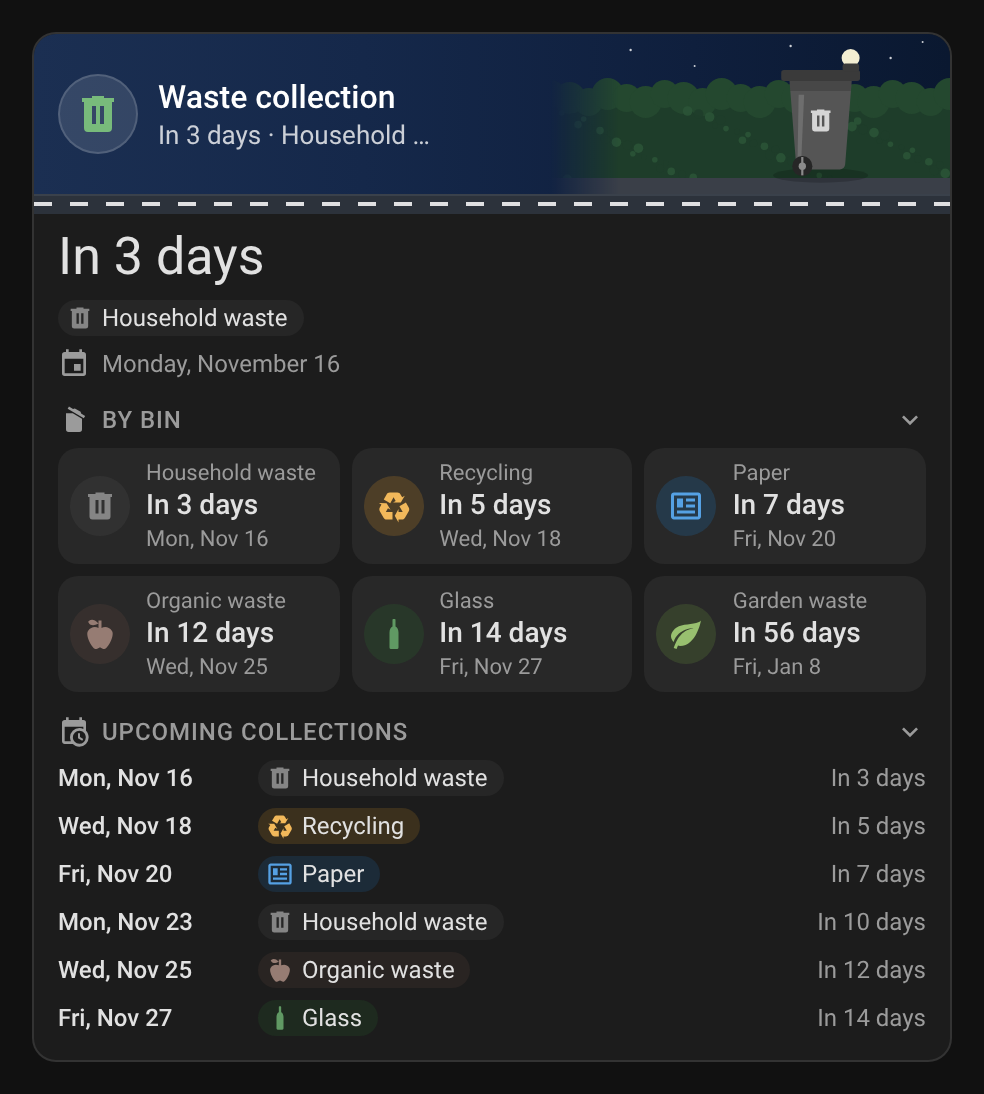 Waste collection
In 3 days · Household ...
In 3 days
Household waste
Monday, November 16
BY BIN
Household waste
In 3 days
Mon, Nov 16
Recycling
In 5 days
Wed, Nov 18
Paper
In 7 days
Fri, Nov 20
Organic waste
In 12 days
Wed, Nov 25
Glass
In 14 days
Fri, Nov 27
Garden waste
In 56 days
Fri, Jan 8
UPCOMING COLLECTIONS
Mon, Nov 16 Household waste In 3 days
Wed, Nov 18 Recycling In 5 days
Fri, Nov 20 Paper In 7 days
Mon, Nov 23 Household waste In 10 days
Wed, Nov 25 Organic waste In 12 days
Fri, Nov 27 Glass In 14 days